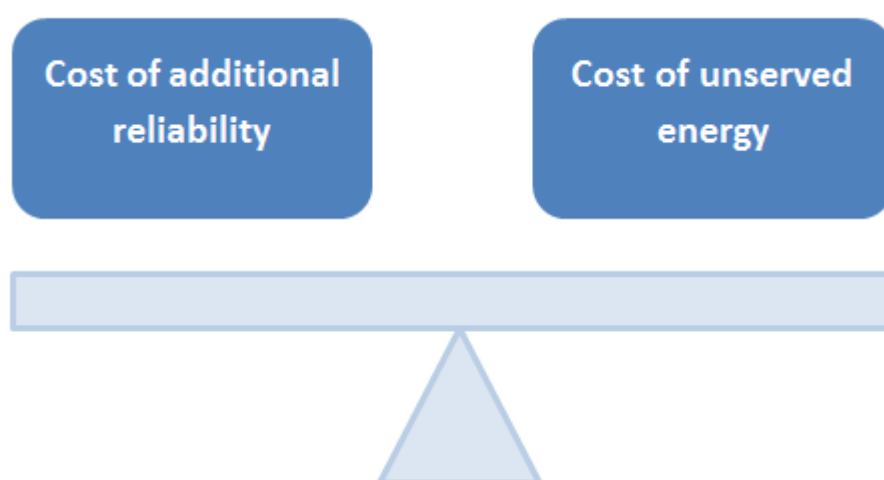 Cost of additional
reliability
Cost of unserved
energy